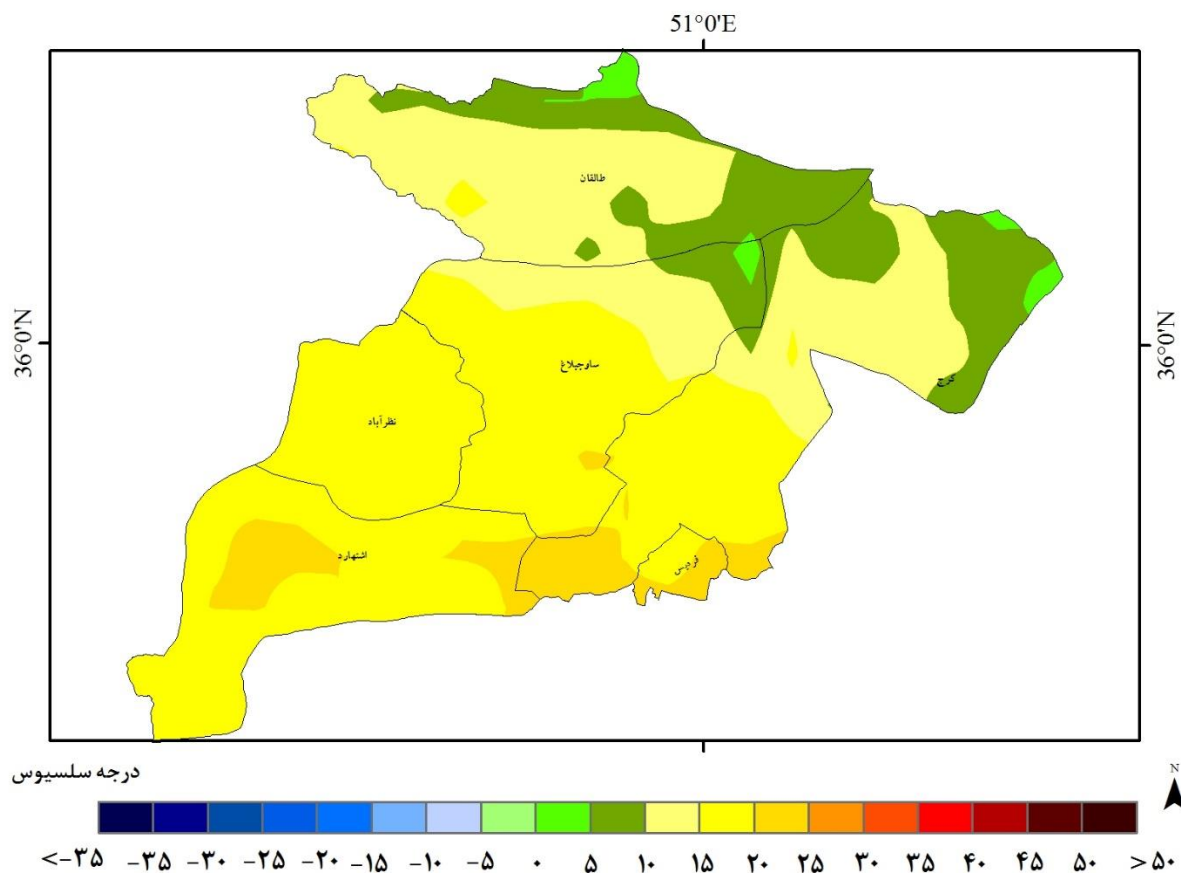 51°0'E
36°0'N
36°0'N
طالقان
ساوجبلاغ
کرج
نظرآباد
اشتهارد
فردیس
درجه سلسیوس
N
<-۳۵ -۳۵ -۳۰ -۲۵ -۲۰ -۱۵ -۱۰ -۵ ۰ ۵ ۱۰ ۱۵ ۲۰ ۲۵ ۳۰ ۳۵ ۴۰ ۴۵ ۵۰ >۵۰